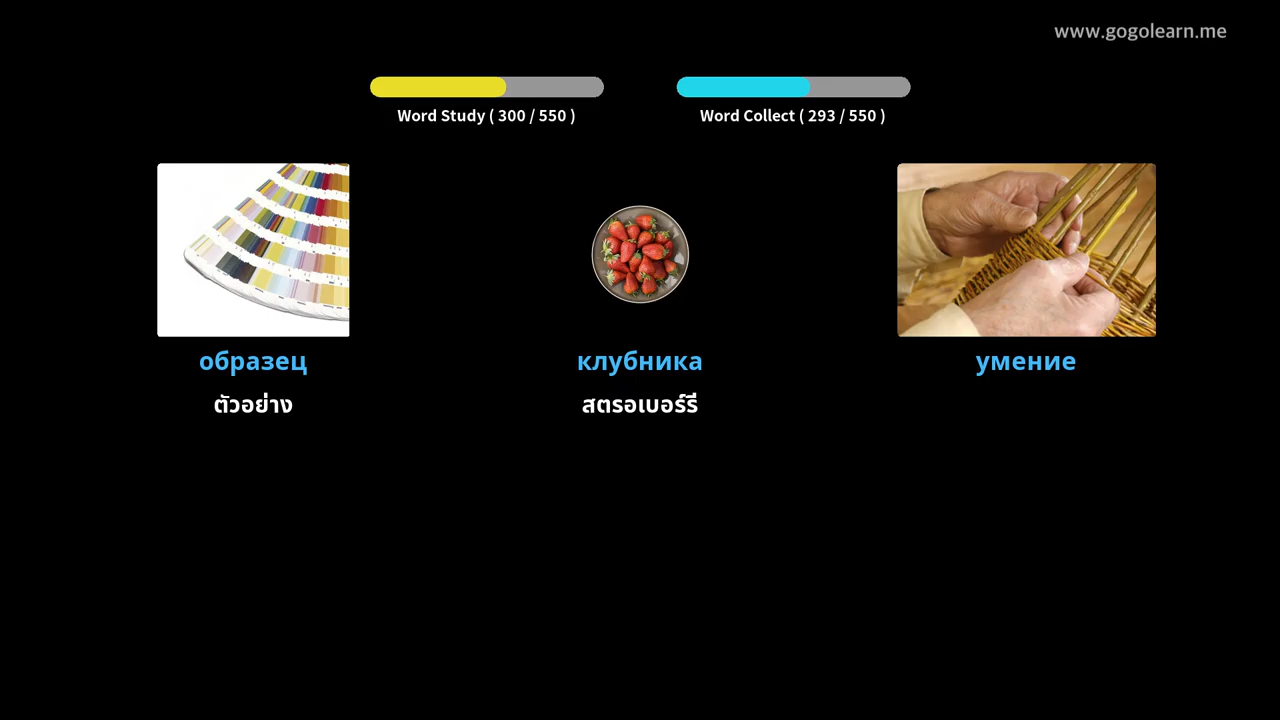 www.gogolearn.me
Word Study ( 300 / 550 )
Word Collect ( 293 / 550 )
образец
клубника
умение
ตัวอย่าง
สตรอเบอร์รี